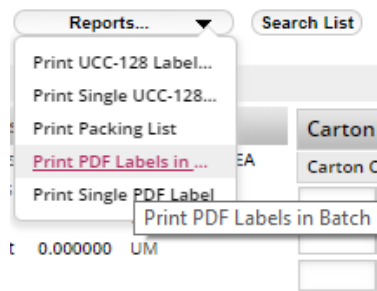 Reports...
Search List
Print UCC-128 Label...
Print Single UCC-128...
Print Packing List
Carton
Print PDF Labels in ...
EA
Carton
Print Single PDF Label
Print PDF Labels in Batch
0.000000 UM